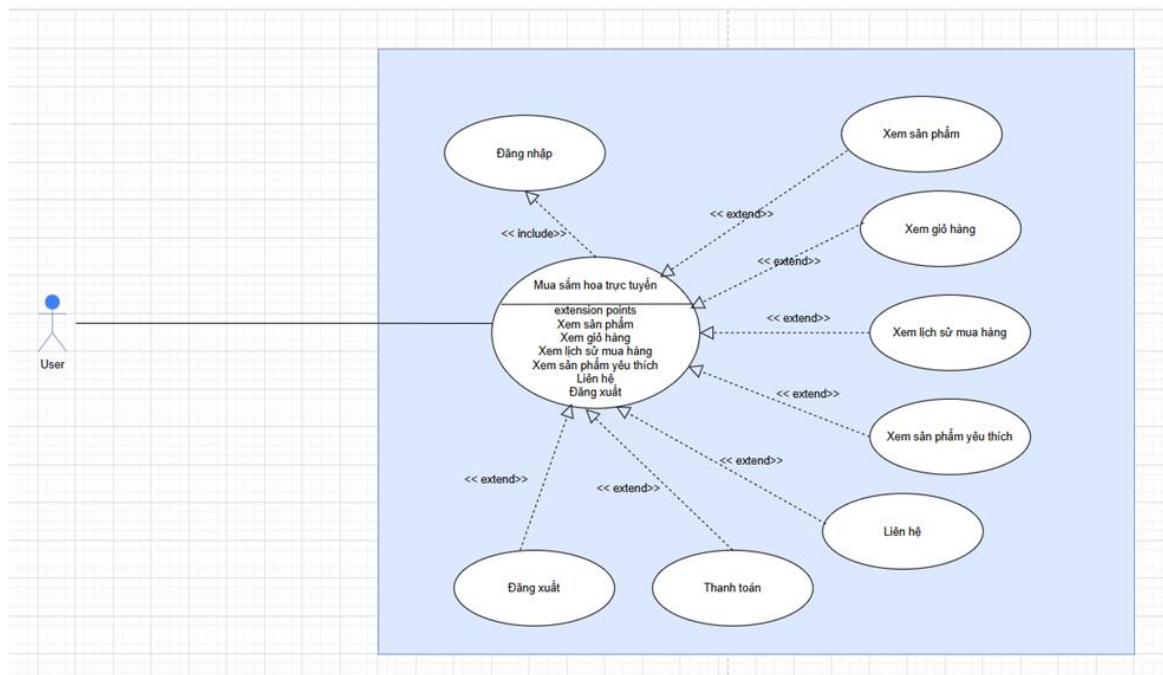 Xem sản phẩm
Đăng nhập
<< extend>>
Xem giỏ hàng
<< include>>
<< extend>>
Mua sắm hoa trực tuyến
extension points
Xem sản phẩm
Xem giỏ hàng
Xem lịch sử mua hàng
Xem sản phẩm yêu thích
Liên hệ
Đăng xuất
<< extend>>
Xem lịch sử mua hàng
User
<< extend>>
Xem sản phẩm yêu thích
<< extend>>
<< extend>>
<< extend>>
Liên hệ
Đăng xuất
Thanh toán